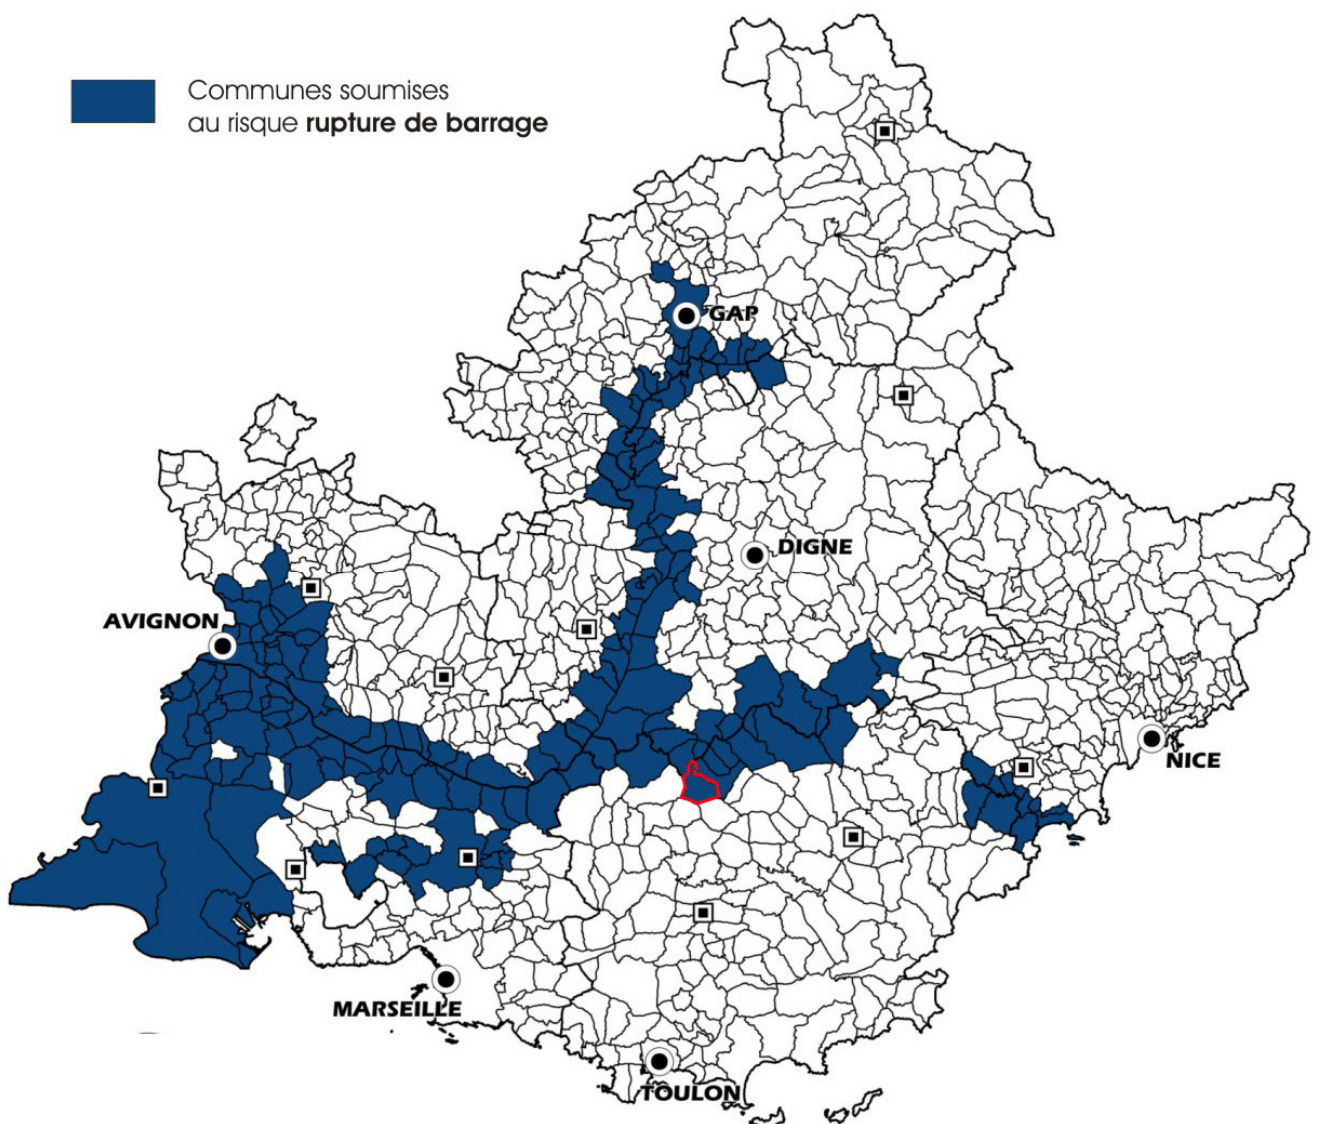 Communes soumises
au risque rupture de barrage
GAP
DIGNE
AVIGNON
NICE
MARSEILLE
TOULON